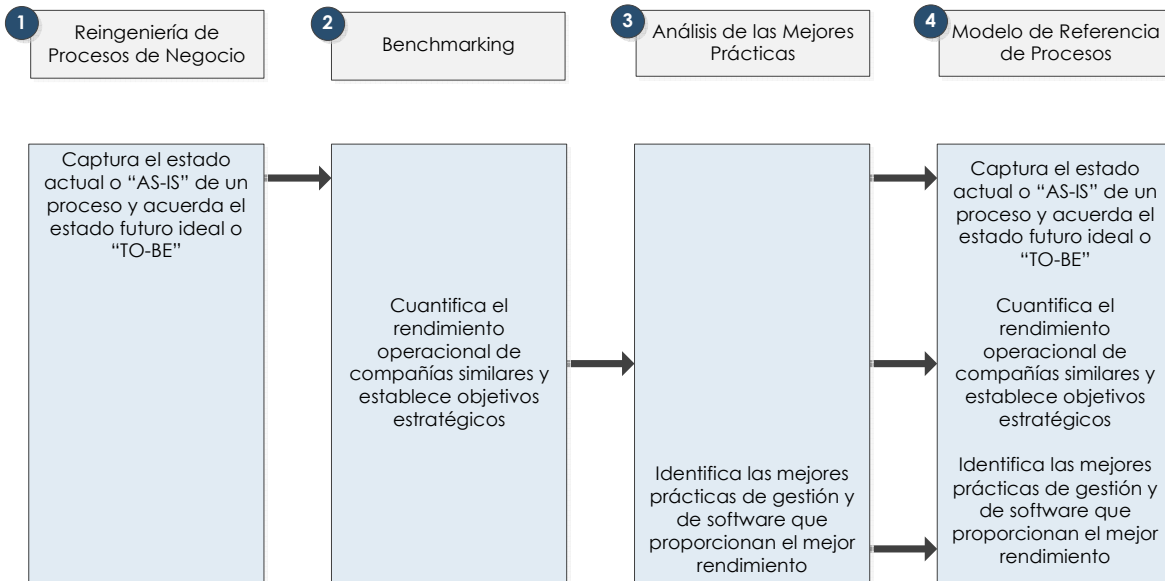 1
Reingeniería de
Procesos de Negocio
2
Benchmarking
3
Análisis de las Mejores
Prácticas
4
Modelo de Referencia
de Procesos
Captura el estado
actual o “AS-IS” de un
proceso y acuerda el
estado futuro ideal o
“TO-BE”
Cuantifica el
rendimiento
operacional de
compañías similares y
establece objetivos
estratégicos
Identifica las mejores
prácticas de gestión y
de software que
proporcionan el mejor
rendimiento
Captura el estado
actual o “AS-IS” de un
proceso y acuerda el
estado futuro ideal o
“TO-BE”
Cuantifica el
rendimiento
operacional de
compañías similares y
establece objetivos
estratégicos
Identifica las mejores
prácticas de gestión y
de software que
proporcionan el mejor
rendimiento